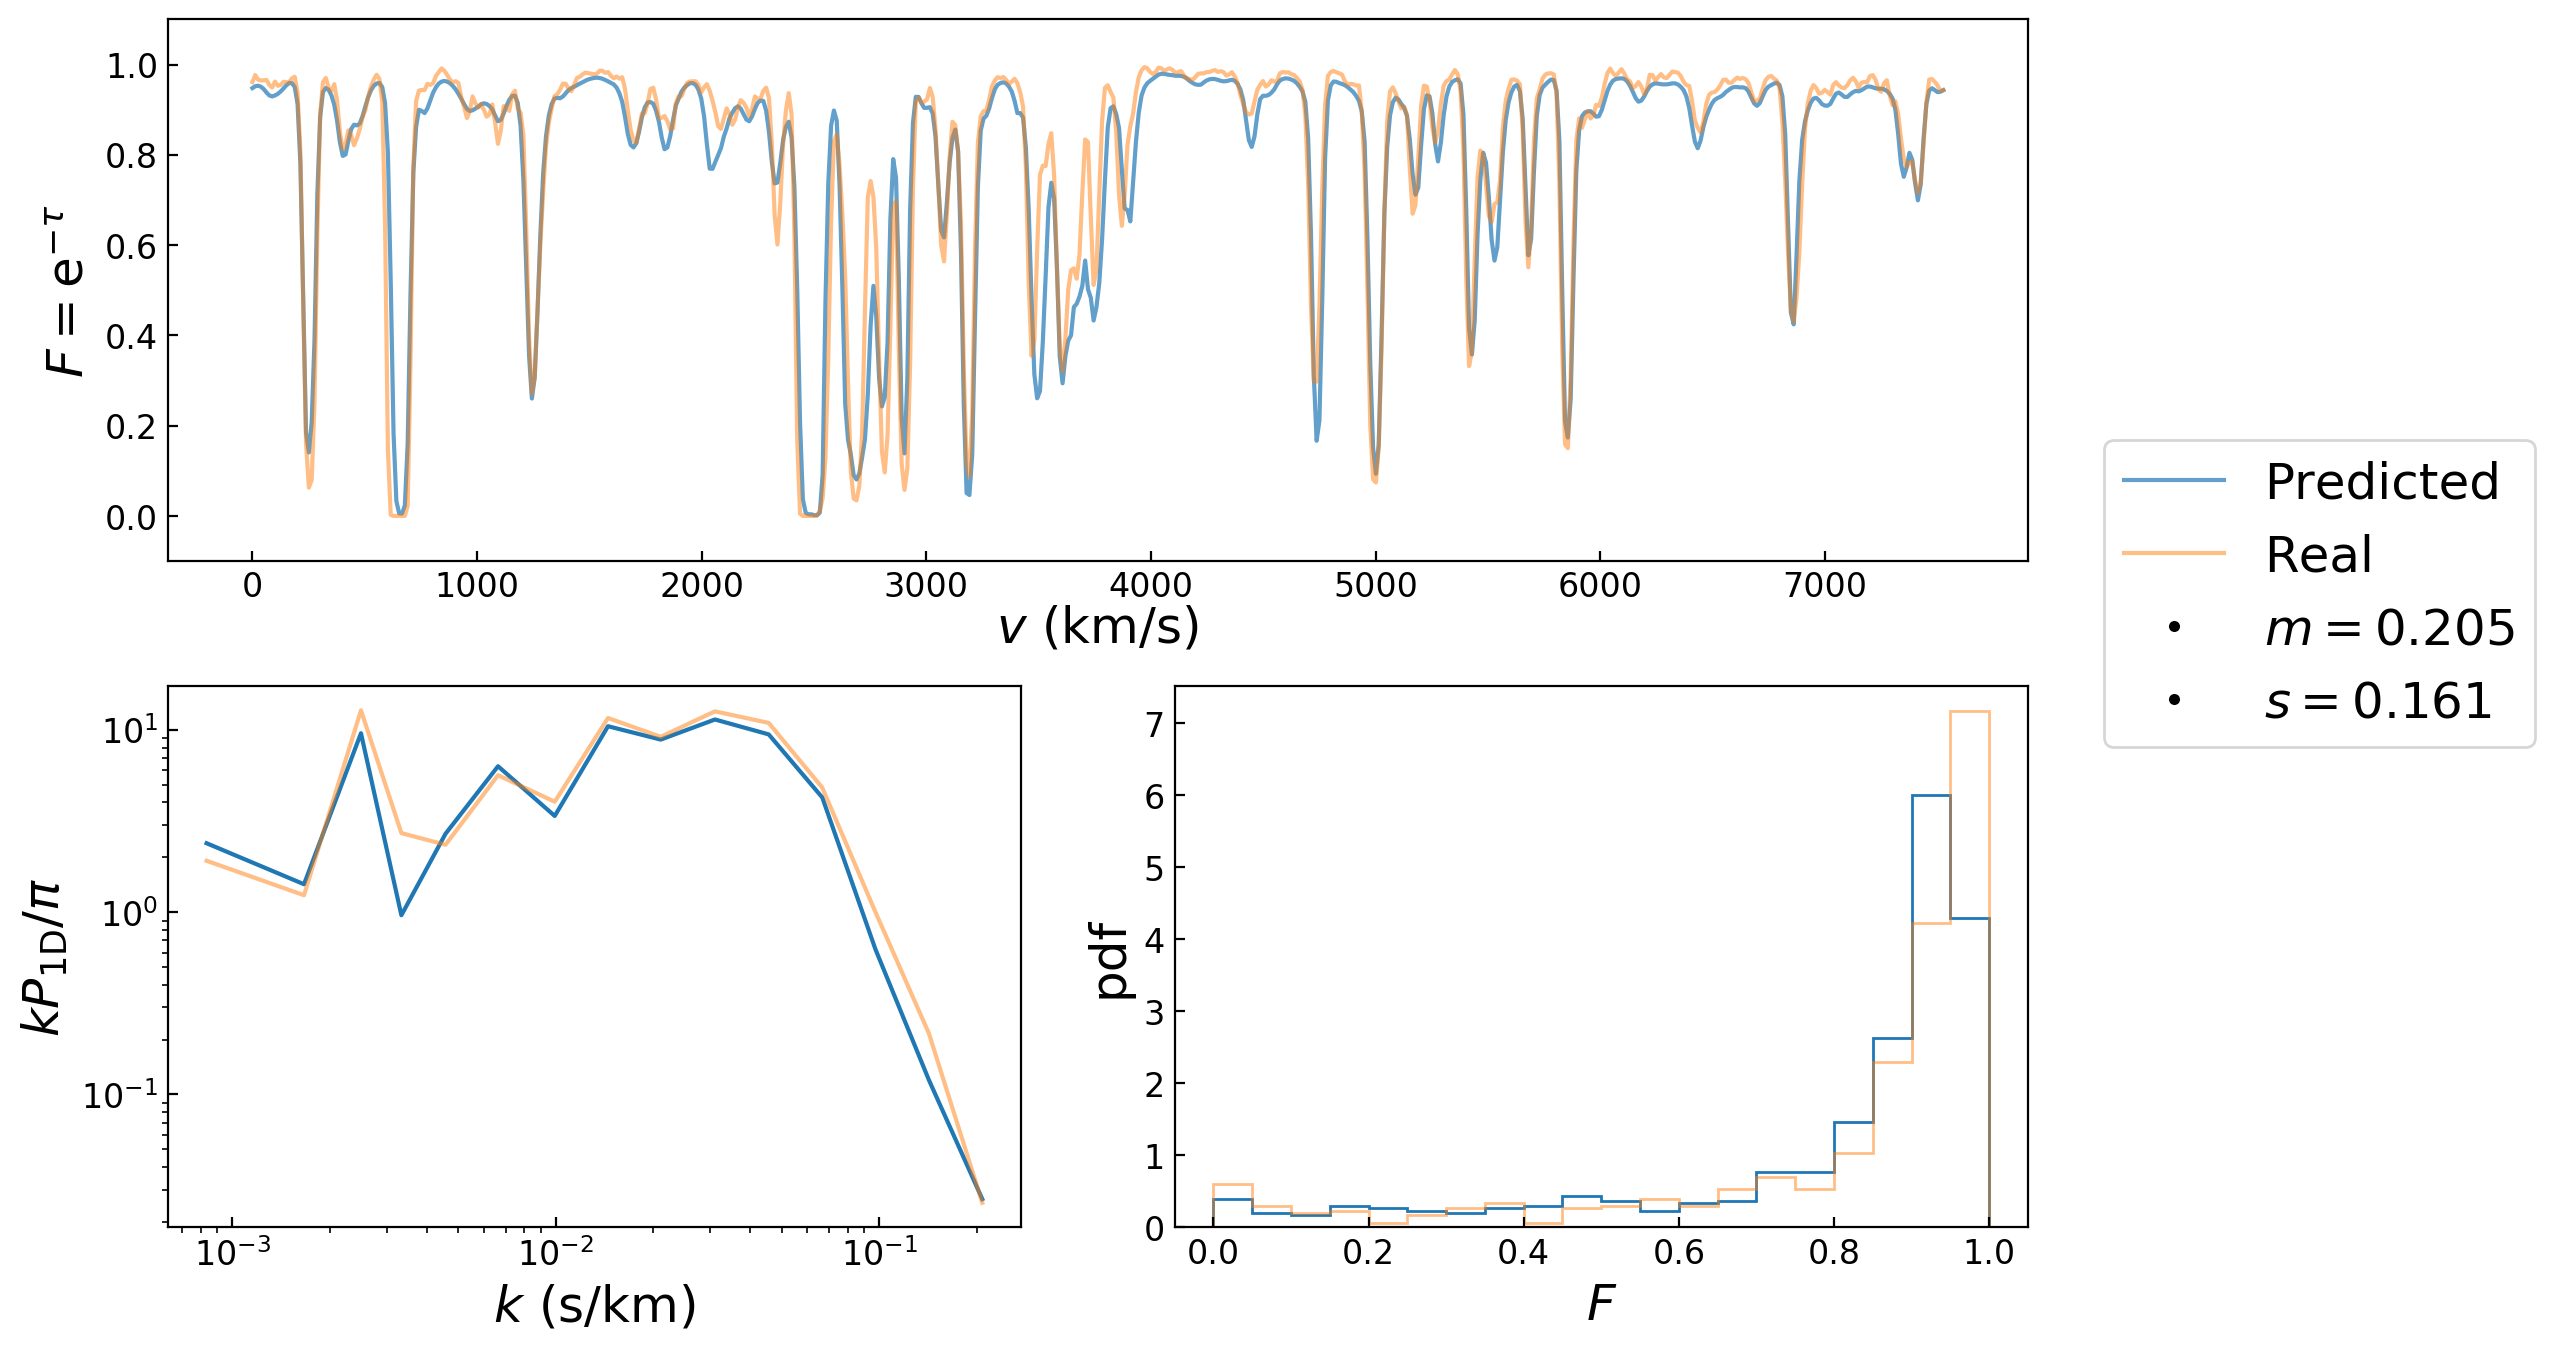 1.0
0.8
0.6
0.4
0.2
0.0
F = e^{-τ}
0 1000 2000 3000 4000 5000 6000 7000
v (km/s)
Predicted
Real
m = 0.205
s = 0.161
10^1
10^0
10^{-1}
kP_{1D}/π
10^{-3} 10^{-2} 10^{-1}
k (s/km)
7
6
5
4
3
2
1
0
pdf
0.0 0.2 0.4 0.6 0.8 1.0
F